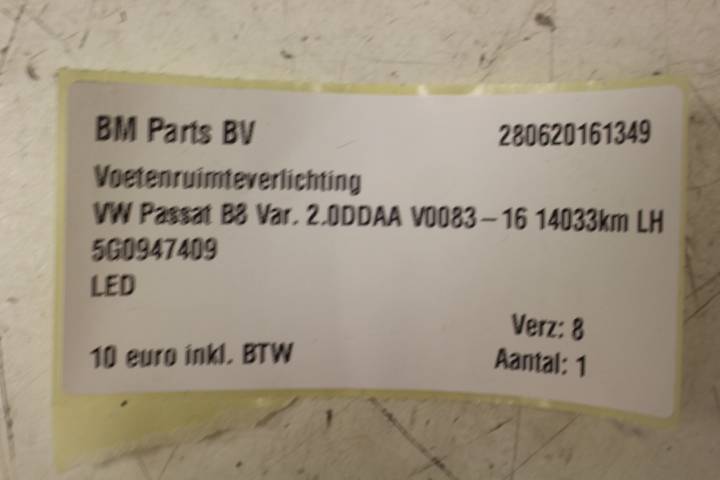 BM Parts BV 280620161349
Voetenruimteverlichting
VW Passat B8 Var. 2.0DDAA V0083-16 14033km LH
5G0947409
LED
Verz: 8
10 euro inkl. BTW Aantal: 1